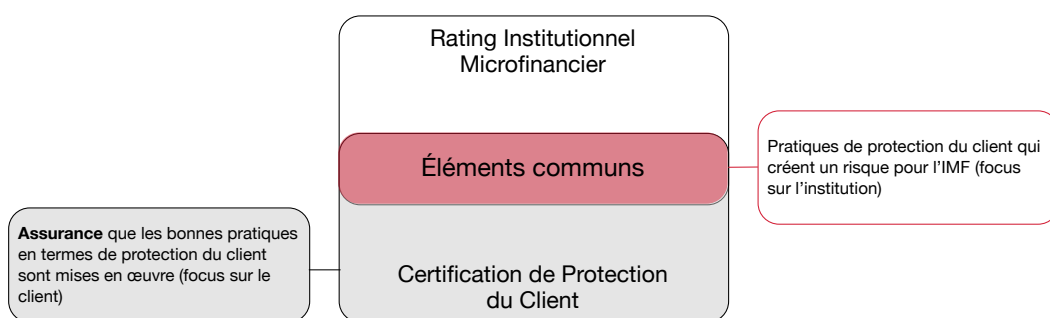 Rating Institutionnel
Microfinancier
Éléments communs
Pratiques de protection du client qui
créent un risque pour l'IMF (focus
sur l'institution)
Assurance que les bonnes pratiques
en termes de protection du client
sont mises en œuvre (focus sur le
client)
Certification de Protection
du Client